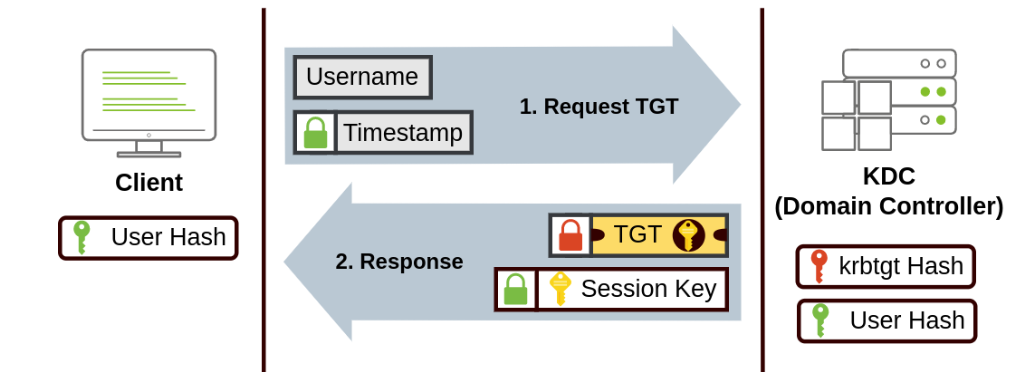 Username
Timestamp
1. Request TGT
Client
User Hash
KDC
(Domain Controller)
TGT
2. Response
Session Key
krbtgt Hash
User Hash